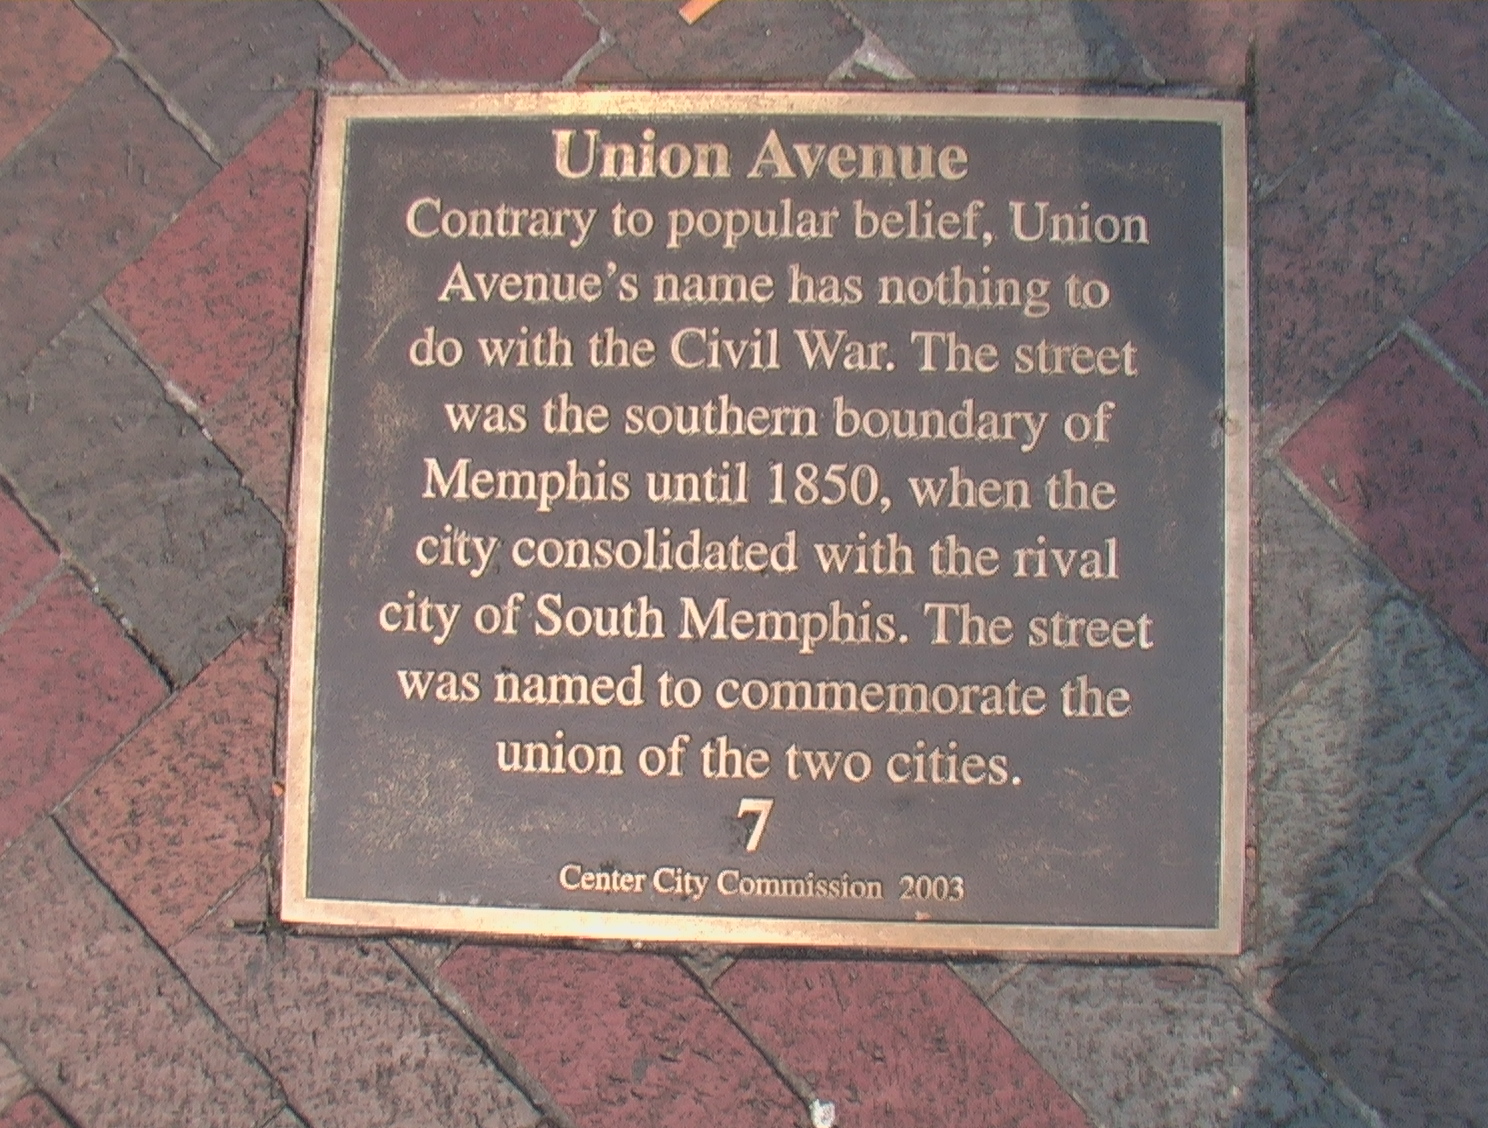 Union Avenue
Contrary to popular belief, Union
Avenue’s name has nothing to
do with the Civil War. The street
was the southern boundary of
Memphis until 1850, when the
city consolidated with the rival
city of South Memphis. The street
was named to commemorate the
union of the two cities.
7
Center City Commission 2003